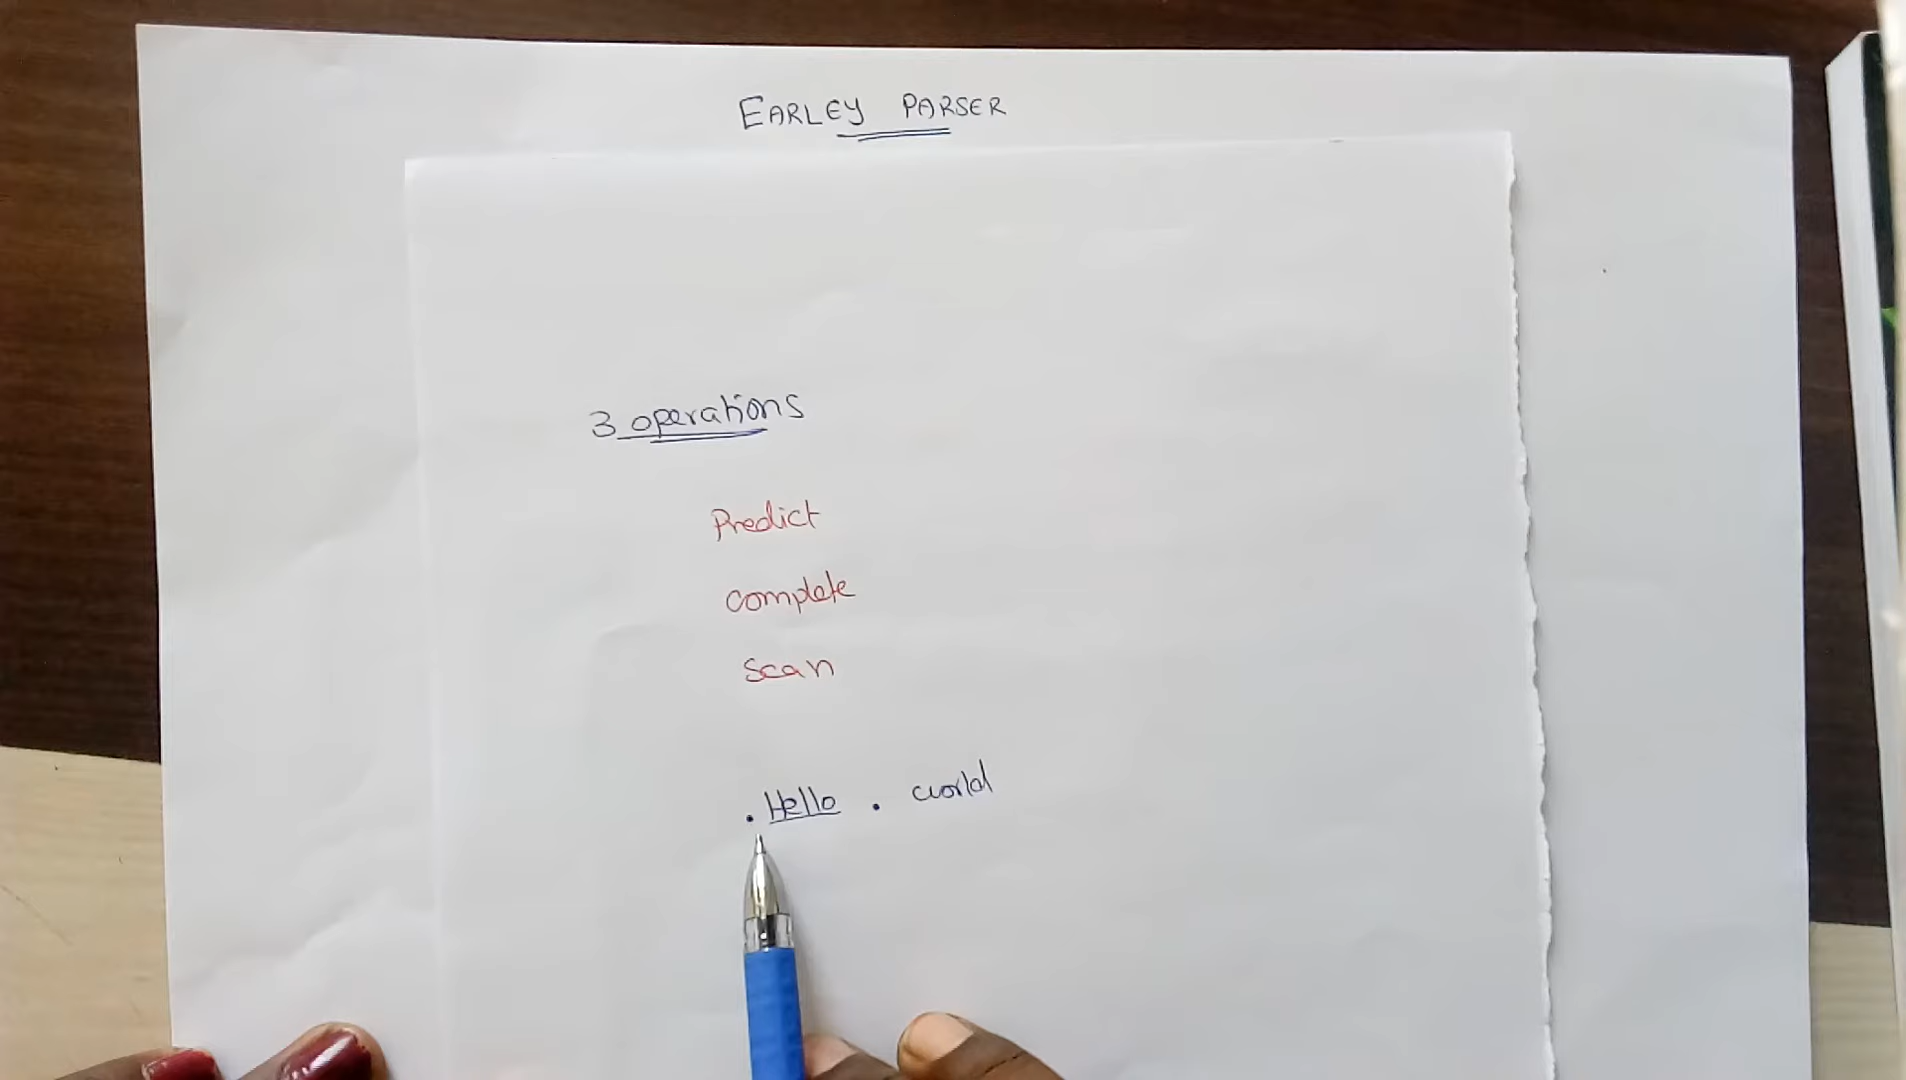 EARLEY PARSER
3 operations
Predict
complete
scan
. Hello . world